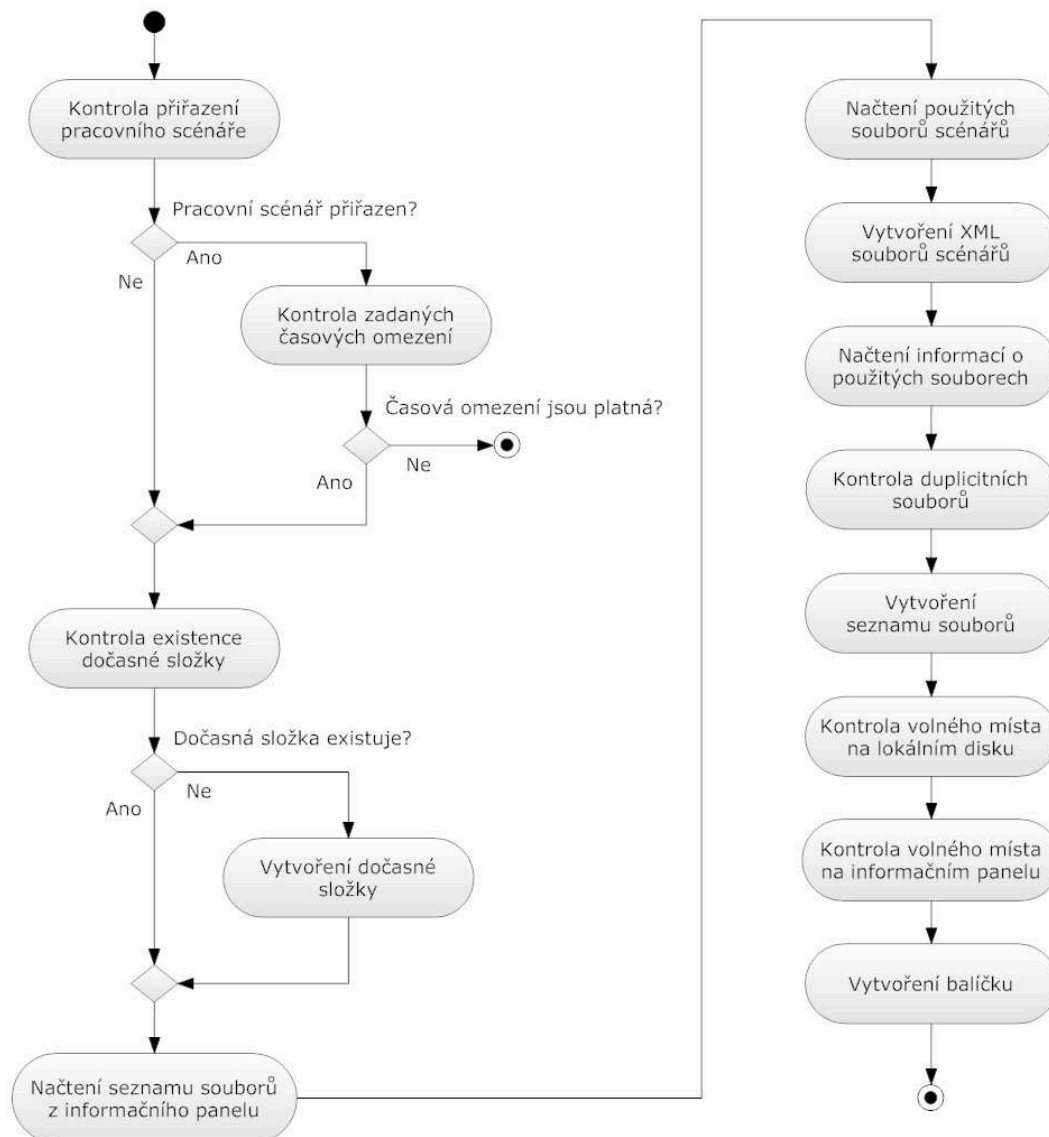 Kontrola přiřazení
pracovního scénáře
Pracovní scénář přiřazen?
Ano
Ne
Kontrola zadaných
časových omezení
Časová omezení jsou platná?
Ne
Ano
Kontrola existence
dočasné složky
Dočasná složka existuje?
Ne
Ano
Vytvoření dočasné
složky
Načtení seznamu souborů
z informačního panelu
Načtení použitých
souborů scénářů
Vytvoření XML
souborů scénářů
Načtení informací o
použitých souborech
Kontrola duplicitních
souborů
Vytvoření
seznamu souborů
Kontrola volného místa
na lokálním disku
Kontrola volného místa
na informačním panelu
Vytvoření balíčku